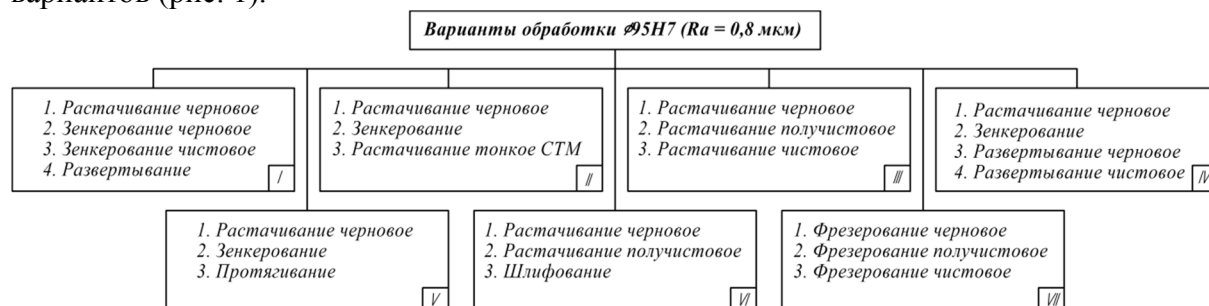 вариантов (рис. 1).
Варианты обработки ⌀95H7 (Ra = 0,8 мкм)
1. Растачивание черновое
2. Зенкерование черновое
3. Зенкерование чистовое
4. Развертывание
I
1. Растачивание черновое
2. Зенкерование
3. Растачивание тонкое СТМ
II
1. Растачивание черновое
2. Растачивание получистовое
3. Растачивание чистовое
III
1. Растачивание черновое
2. Зенкерование
3. Развертывание черновое
4. Развертывание чистовое
IV
1. Растачивание черновое
2. Зенкерование
3. Протягивание
V
1. Растачивание черновое
2. Растачивание получистовое
3. Шлифование
VI
1. Фрезерование черновое
2. Фрезерование получистовое
3. Фрезерование чистовое
VII